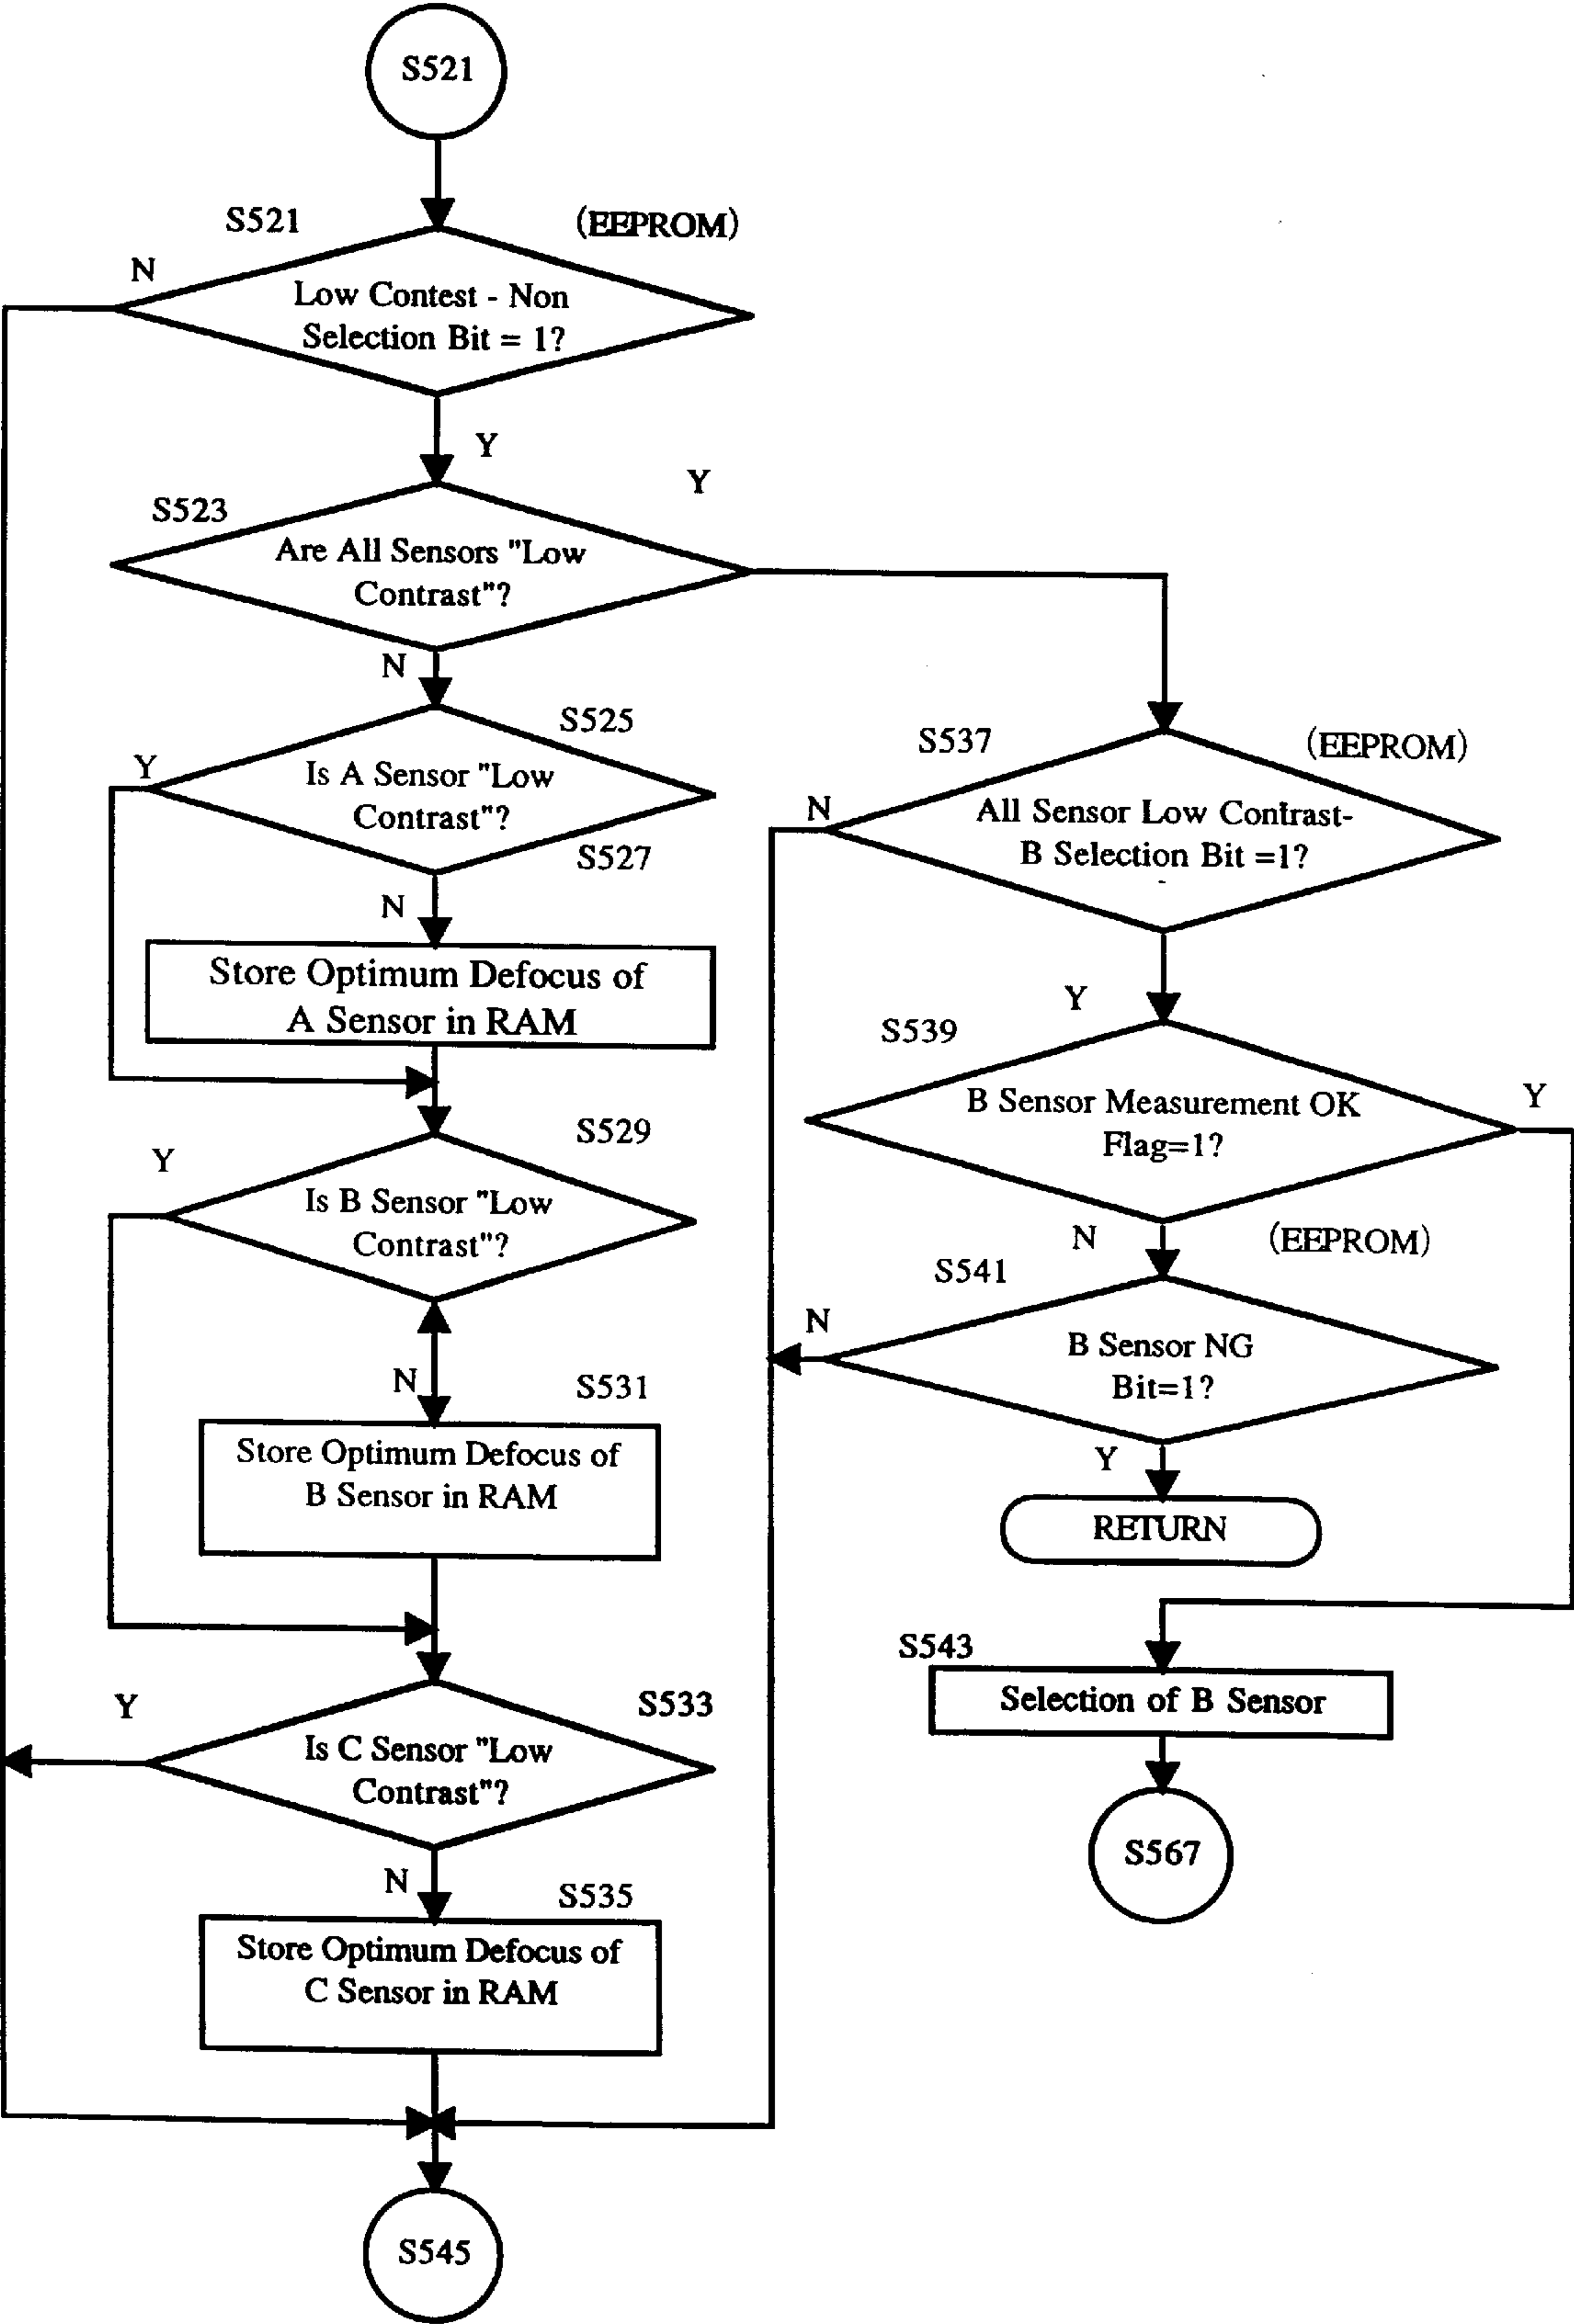 S521
S521
(EEPROM)
N
Low Contest - Non
Selection Bit = 1?
Y
Y
S523
Are All Sensors "Low
Contrast"?
N
S525
Y
Is A Sensor "Low
Contrast"?
S527
N
Store Optimum Defocus of
A Sensor in RAM
S529
Y
Is B Sensor "Low
Contrast"?
N
S531
Store Optimum Defocus of
B Sensor in RAM
Y
S533
Is C Sensor "Low
Contrast"?
N
S535
Store Optimum Defocus of
C Sensor in RAM
S545
S537
(EEPROM)
N
All Sensor Low Contrast-
B Selection Bit =1?
Y
S539
B Sensor Measurement OK
Flag=1?
Y
N
(EEPROM)
S541
N
B Sensor NG
Bit=1?
Y
RETURN
S543
Selection of B Sensor
S567